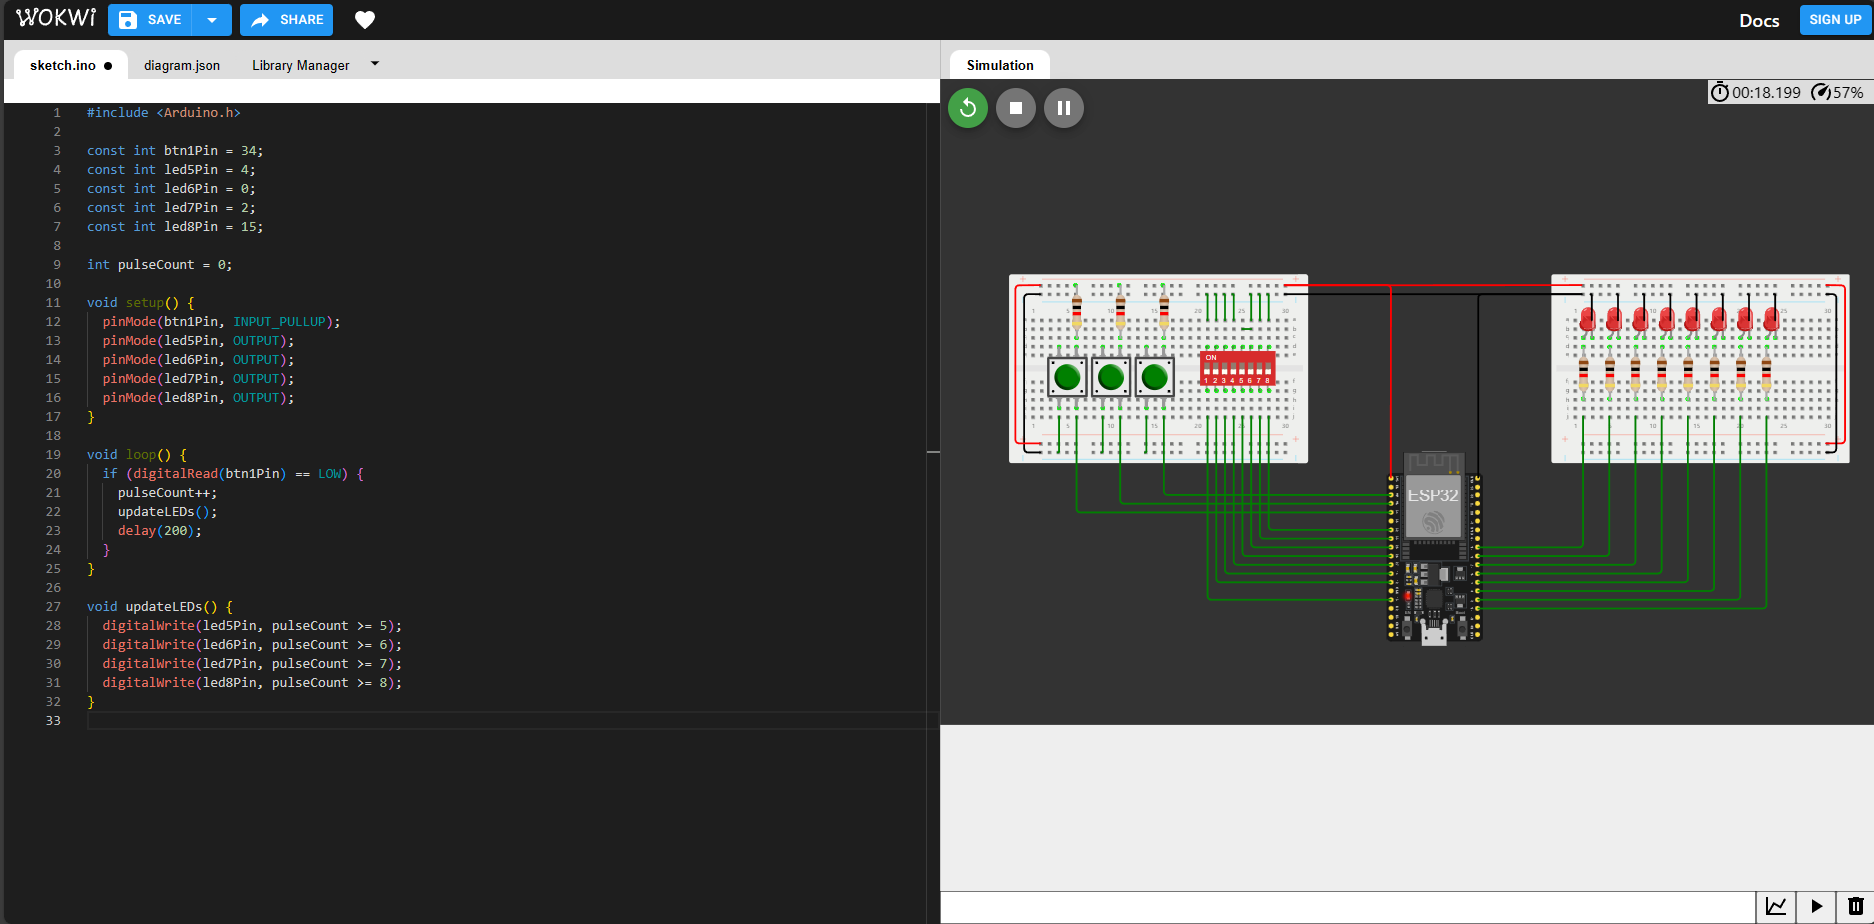 WOKWi SAVE SHARE Docs SIGN UP
sketch.ino diagram.json Library Manager Simulation
00:18.199 57%
1 #include <Arduino.h>
2
3 const int btn1Pin = 34;
4 const int led5Pin = 4;
5 const int led6Pin = 0;
6 const int led7Pin = 2;
7 const int led8Pin = 15;
8
9 int pulseCount = 0;
10
11 void setup() {
12 pinMode(btn1Pin, INPUT_PULLUP);
13 pinMode(led5Pin, OUTPUT);
14 pinMode(led6Pin, OUTPUT);
15 pinMode(led7Pin, OUTPUT);
16 pinMode(led8Pin, OUTPUT);
17 }
18
19 void loop() {
20 if (digitalRead(btn1Pin) == LOW) {
21 pulseCount++;
22 updateLEDs();
23 delay(200);
24 }
25 }
26
27 void updateLEDs() {
28 digitalWrite(led5Pin, pulseCount >= 5);
29 digitalWrite(led6Pin, pulseCount >= 6);
30 digitalWrite(led7Pin, pulseCount >= 7);
31 digitalWrite(led8Pin, pulseCount >= 8);
32 }
33
ON
1 2 3 4 5 6 7 8
ESP32